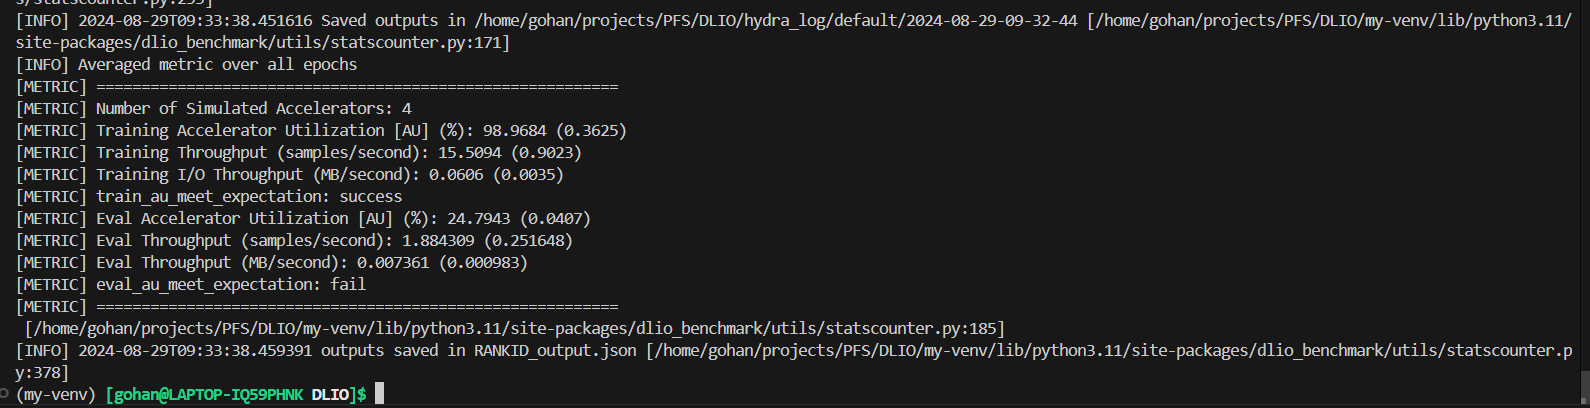 s/statscounter.py:295]
[INFO] 2024-08-29T09:33:38.451616 Saved outputs in /home/gohan/projects/PFS/DLIO/hydra_log/default/2024-08-29-09-32-44 [/home/gohan/projects/PFS/DLIO/my-venv/lib/python3.11/
site-packages/dlio_benchmark/utils/statscounter.py:171]
[INFO] Averaged metric over all epochs
[METRIC] ==========================================================
[METRIC] Number of Simulated Accelerators: 4
[METRIC] Training Accelerator Utilization [AU] (%): 98.9684 (0.3625)
[METRIC] Training Throughput (samples/second): 15.5094 (0.9023)
[METRIC] Training I/O Throughput (MB/second): 0.0606 (0.0035)
[METRIC] train_au_meet_expectation: success
[METRIC] Eval Accelerator Utilization [AU] (%): 24.7943 (0.0407)
[METRIC] Eval Throughput (samples/second): 1.884309 (0.251648)
[METRIC] Eval Throughput (MB/second): 0.007361 (0.000983)
[METRIC] eval_au_meet_expectation: fail
[METRIC] ==========================================================
[/home/gohan/projects/PFS/DLIO/my-venv/lib/python3.11/site-packages/dlio_benchmark/utils/statscounter.py:185]
[INFO] 2024-08-29T09:33:38.459391 outputs saved in RANKID_output.json [/home/gohan/projects/PFS/DLIO/my-venv/lib/python3.11/site-packages/dlio_benchmark/utils/statscounter.p
y:378]
(my-venv) [gohan@LAPTOP-IQ59PHNK DLIO]$